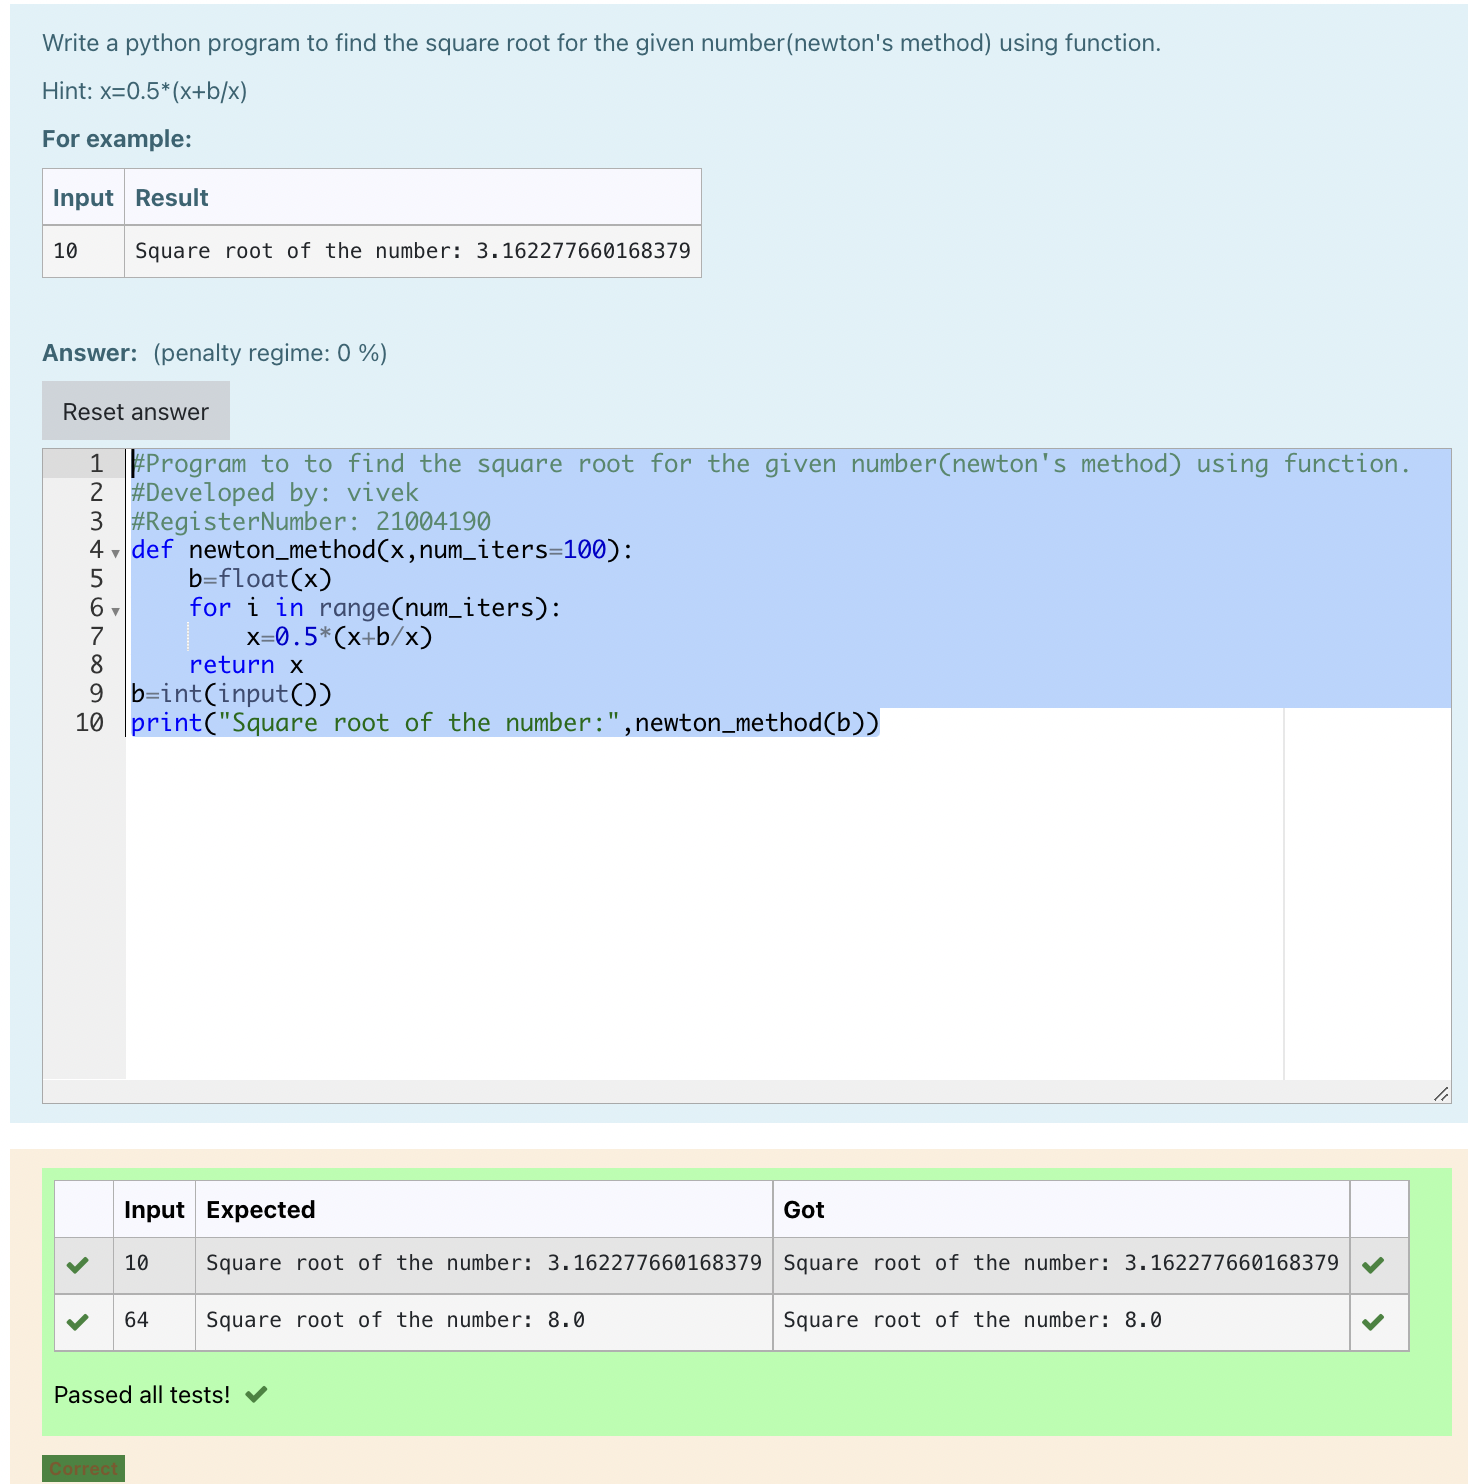 Write a python program to find the square root for the given number(newton's method) using function.
Hint: x=0.5*(x+b/x)
For example:
Input Result
10 Square root of the number: 3.162277660168379
Answer: (penalty regime: 0 %)
Reset answer
1 #Program to to find the square root for the given number(newton's method) using function.
2 #Developed by: vivek
3 #RegisterNumber: 21004190
4 def newton_method(x,num_iters=100):
5     b=float(x)
6     for i in range(num_iters):
7         x=0.5*(x+b/x)
8     return x
9 b=int(input())
10 print("Square root of the number:",newton_method(b))
Input Expected Got
10 Square root of the number: 3.162277660168379 Square root of the number: 3.162277660168379
64 Square root of the number: 8.0 Square root of the number: 8.0
Passed all tests!
Correct